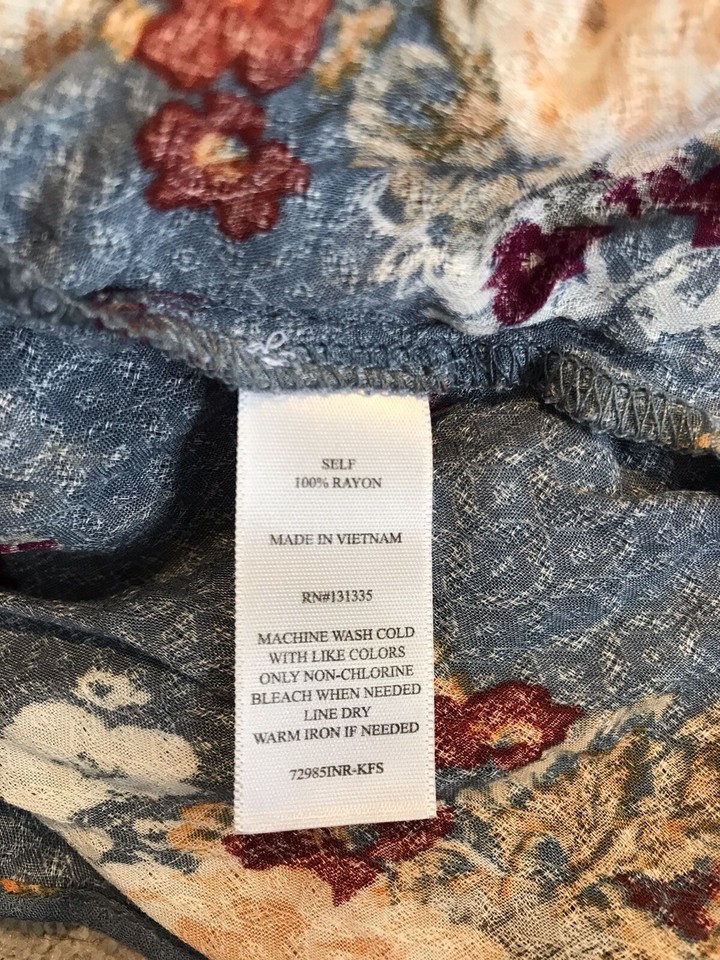 SELF
100% RAYON
MADE IN VIETNAM
RN#131335
MACHINE WASH COLD
WITH LIKE COLORS
ONLY NON-CHLORINE
BLEACH WHEN NEEDED
LINE DRY
WARM IRON IF NEEDED
72985INR-KFS